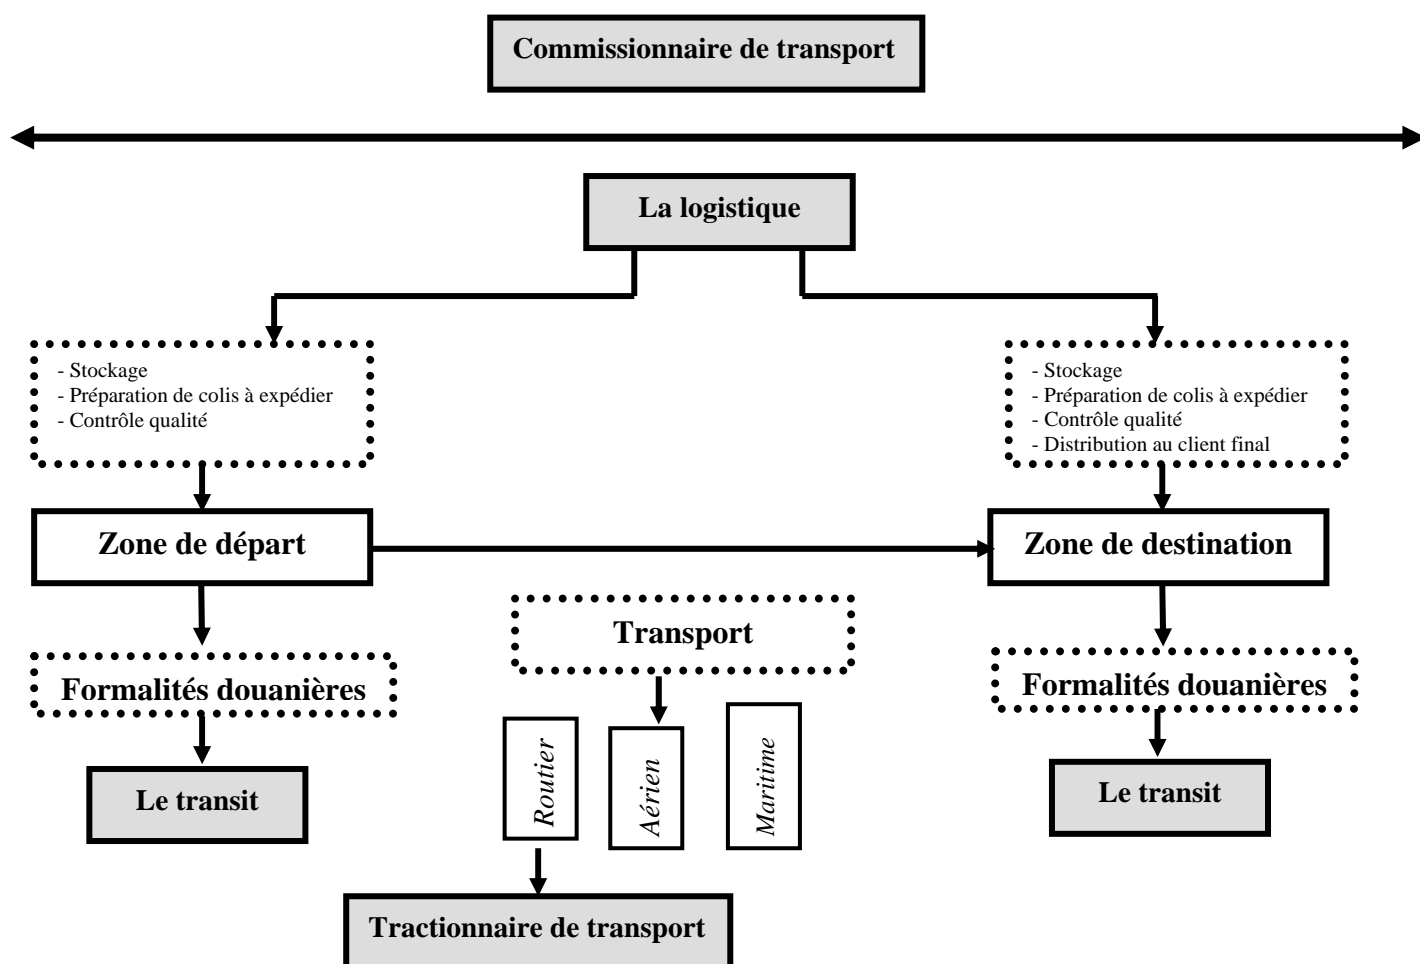 Commissionnaire de transport
La logistique
- Stockage
- Préparation de colis à expédier
- Contrôle qualité
- Stockage
- Préparation de colis à expédier
- Contrôle qualité
- Distribution au client final
Zone de départ
Zone de destination
Transport
Formalités douanières
Formalités douanières
Routier
Aérien
Maritime
Le transit
Le transit
Tractionnaire de transport